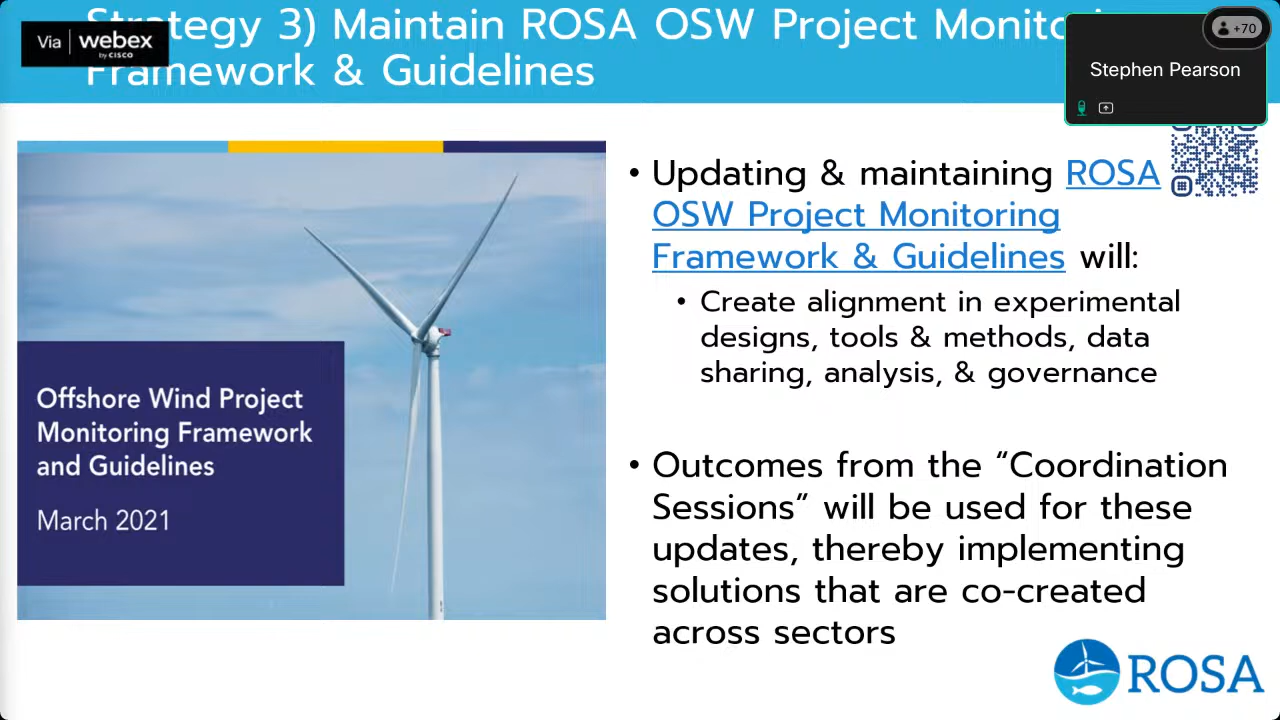 Strategy 3) Maintain ROSA OSW Project
Framework & Guidelines
Via webex
by CISCO
+70
Stephen Pearson
Offshore Wind Project
Monitoring Framework
and Guidelines
March 2021
• Updating & maintaining ROSA
OSW Project Monitoring
Framework & Guidelines will:
• Create alignment in experimental
designs, tools & methods, data
sharing, analysis, & governance
• Outcomes from the “Coordination
Sessions” will be used for these
updates, thereby implementing
solutions that are co-created
across sectors
ROSA